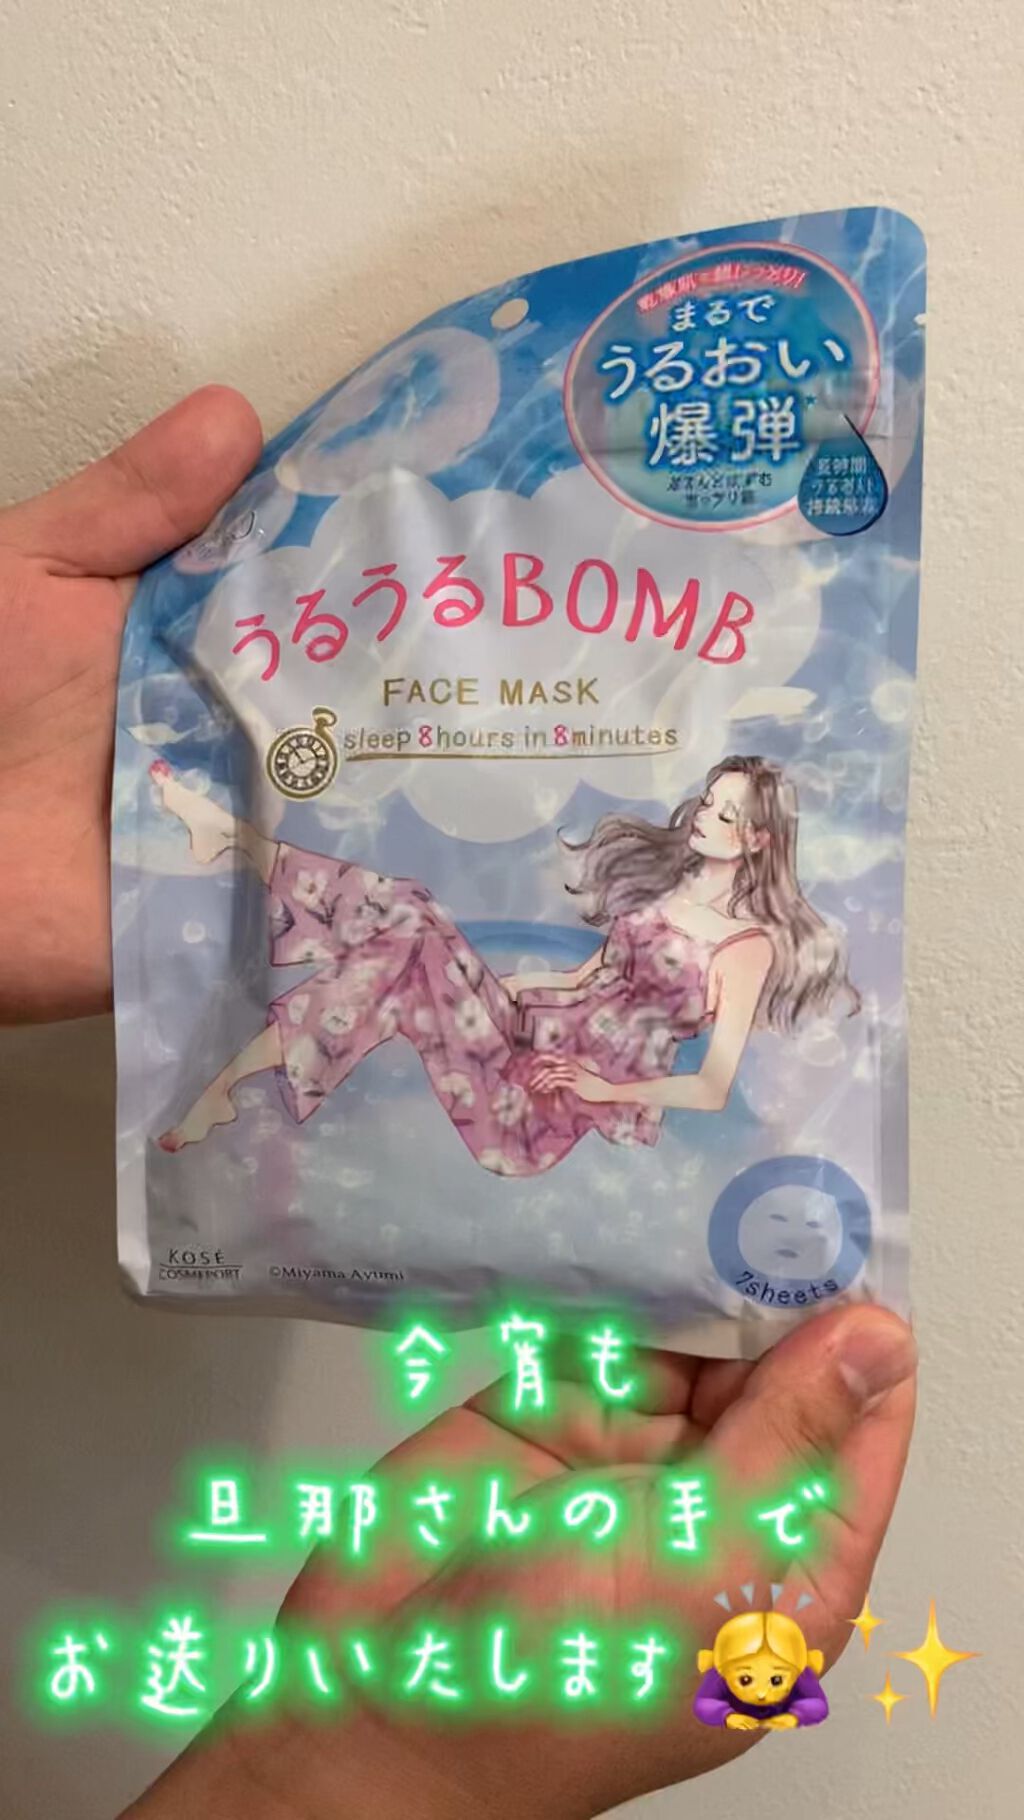 まるで
うるおい
爆弾
うるうるBOMB
FACE MASK
sleep 8hours in 8minutes
KOSÉ
COSMEPORT
©Miyama Ayumi
7sheets
今宵も
旦那さんの手で
お送りいたします